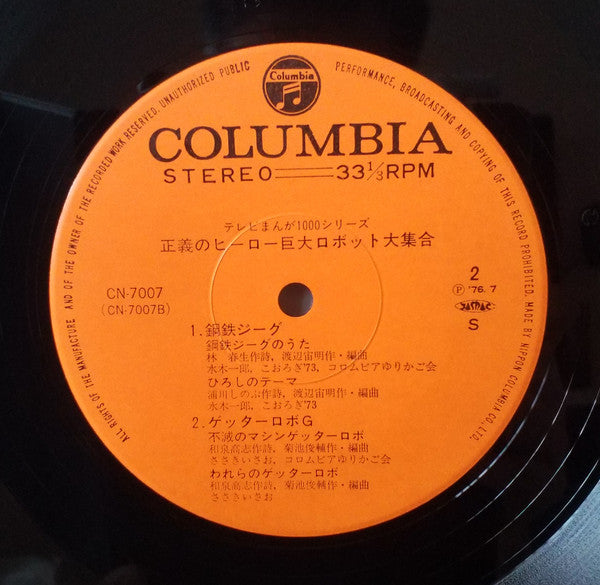 ALL RIGHTS OF THE MANUFACTURER AND OF THE OWNER OF THE RECORDED WORK RESERVED. UNAUTHORIZED PUBLIC PERFORMANCE, BROADCASTING AND COPYING OF THIS RECORD PROHIBITED. MADE BY NIPPON COLUMBIA CO., LTD.
Columbia
COLUMBIA
STEREO 33 1/3 RPM
テレビまんが1000シリーズ
正義のヒーロー巨大ロボット大集合
CN-7007
(CN-7007B)
2
Ⓟ '76. 7
JASRAC
S
1. 鋼鉄ジーグ
鋼鉄ジーグのうた
林 春生作詩, 渡辺宙明作・編曲
水木一郎, こおろぎ'73, コロムビアゆりかご会
ひろしのテーマ
浦川しのぶ作詩, 渡辺宙明作・編曲
水木一郎, こおろぎ'73
2. ゲッターロボG
不滅のマシンゲッターロボ
和泉高志作詩, 菊池俊輔作・編曲
ささきいさお, コロムビアゆりかご会
われらのゲッターロボ
和泉高志作詩, 菊池俊輔作・編曲
ささきいさお